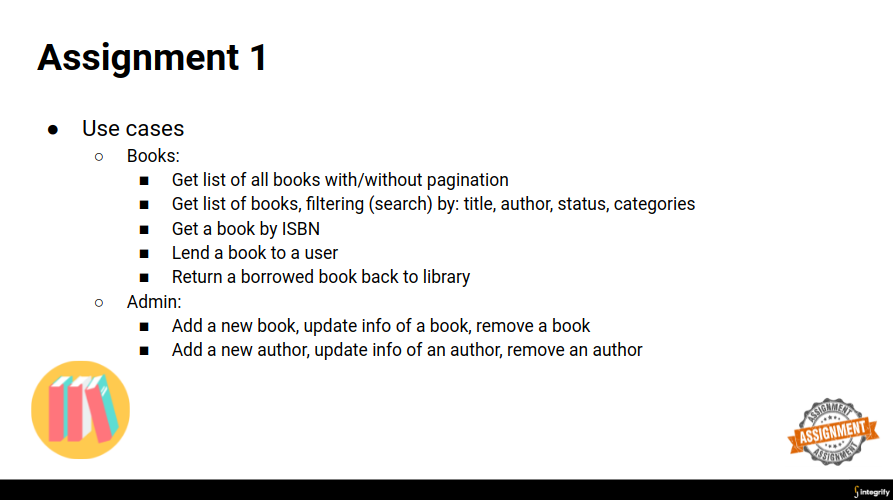 Assignment 1
● Use cases
○ Books:
■ Get list of all books with/without pagination
■ Get list of books, filtering (search) by: title, author, status, categories
■ Get a book by ISBN
■ Lend a book to a user
■ Return a borrowed book back to library
○ Admin:
■ Add a new book, update info of a book, remove a book
■ Add a new author, update info of an author, remove an author
ASSIGNMENT
ASSIGNMENT
ASSIGNMENT
integrify